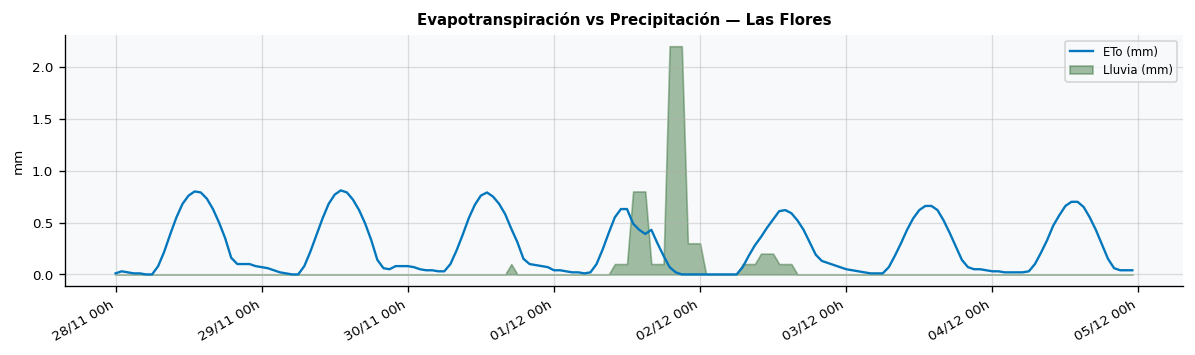 Evapotranspiración vs Precipitación — Las Flores
ETo (mm)
Lluvia (mm)
mm
2.0
1.5
1.0
0.5
0.0
28/11 00h
29/11 00h
30/11 00h
01/12 00h
02/12 00h
03/12 00h
04/12 00h
05/12 00h